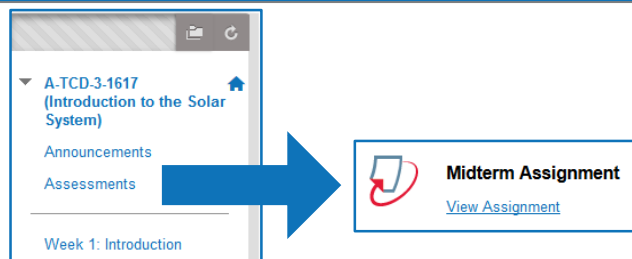 A-TCD-3-1617
(Introduction to the Solar
System)
Announcements
Assessments
Week 1: Introduction
Midterm Assignment
View Assignment